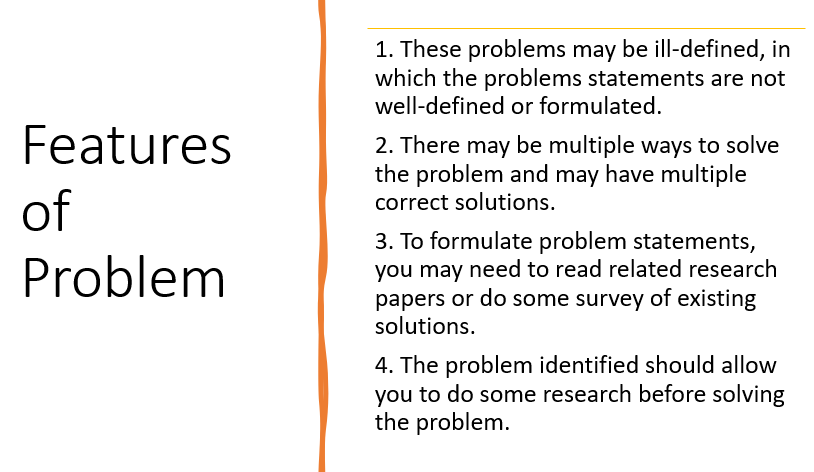 Features
of
Problem
1. These problems may be ill-defined, in
which the problems statements are not
well-defined or formulated.
2. There may be multiple ways to solve
the problem and may have multiple
correct solutions.
3. To formulate problem statements,
you may need to read related research
papers or do some survey of existing
solutions.
4. The problem identified should allow
you to do some research before solving
the problem.